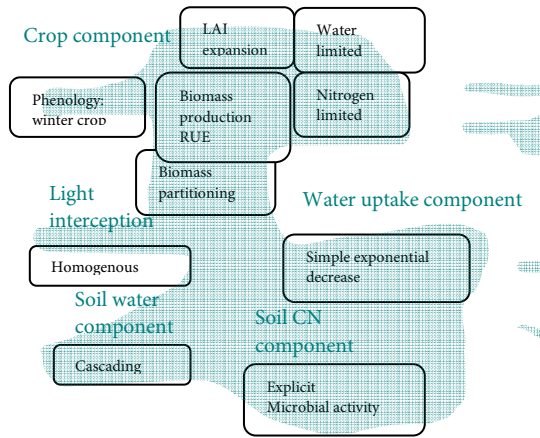 Crop component
LAI
expansion
Water
limited
Phenology:
winter crop
Biomass
production
RUE
Nitrogen
limited
Biomass
partitioning
Light
interception
Water uptake component
Homogenous
Simple exponential
decrease
Soil water
component
Soil CN
component
Cascading
Explicit
Microbial activity